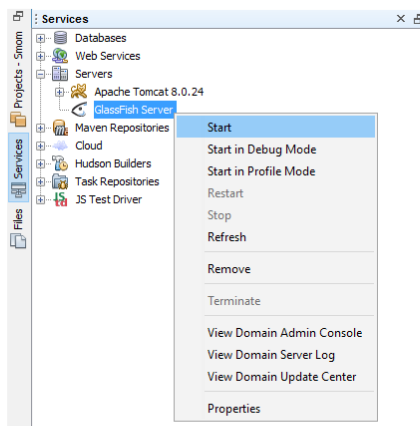 Services
Databases
Web Services
Servers
Apache Tomcat 8.0.24
GlassFish Server
Maven Repositories
Cloud
Hudson Builders
Task Repositories
JS Test Driver
Start
Start in Debug Mode
Start in Profile Mode
Restart
Stop
Refresh
Remove
Terminate
View Domain Admin Console
View Domain Server Log
View Domain Update Center
Properties
Projects - Smom
Services
Files